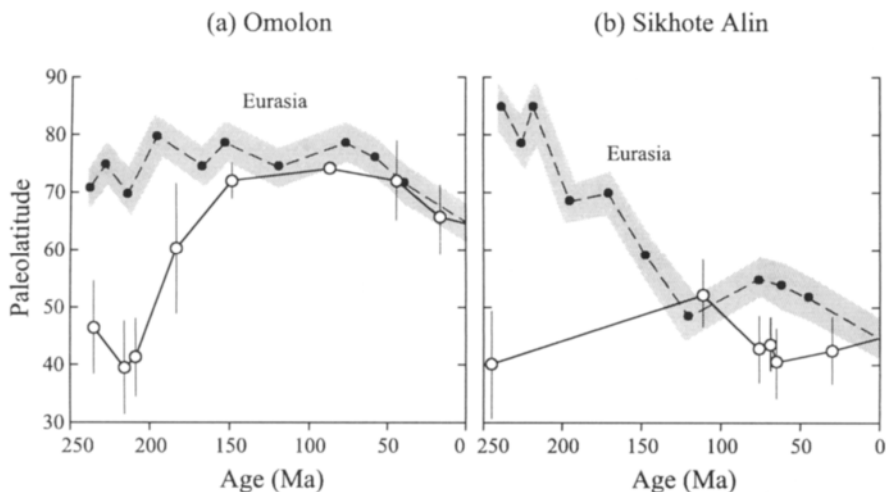 (a) Omolon
(b) Sikhote Alin
Paleolatitude
90
80
70
60
50
40
30
Eurasia
250 200 150 100 50 0
Age (Ma)
Eurasia
250 200 150 100 50 0
Age (Ma)